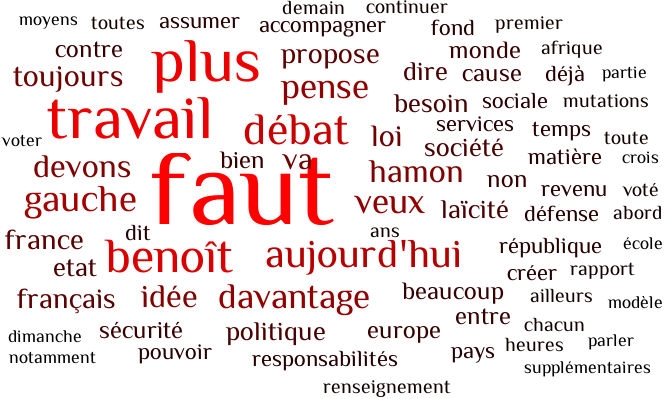 moyens toutes assumer demain continuer
accompagner fond premier
contre plus propose monde afrique
toujours pense dire cause déjà partie
travail besoin sociale mutations
voter débat loi services temps toute
devons bien va société matière crois
gauche faut hamon non revenu voté
veux laïcité défense abord
france dit ans république école
etat benoît aujourd'hui créer rapport
français idée davantage beaucoup ailleurs modèle
dimanche sécurité politique europe entre chacun
notamment pouvoir responsabilités pays heures parler
supplémentaires
renseignement